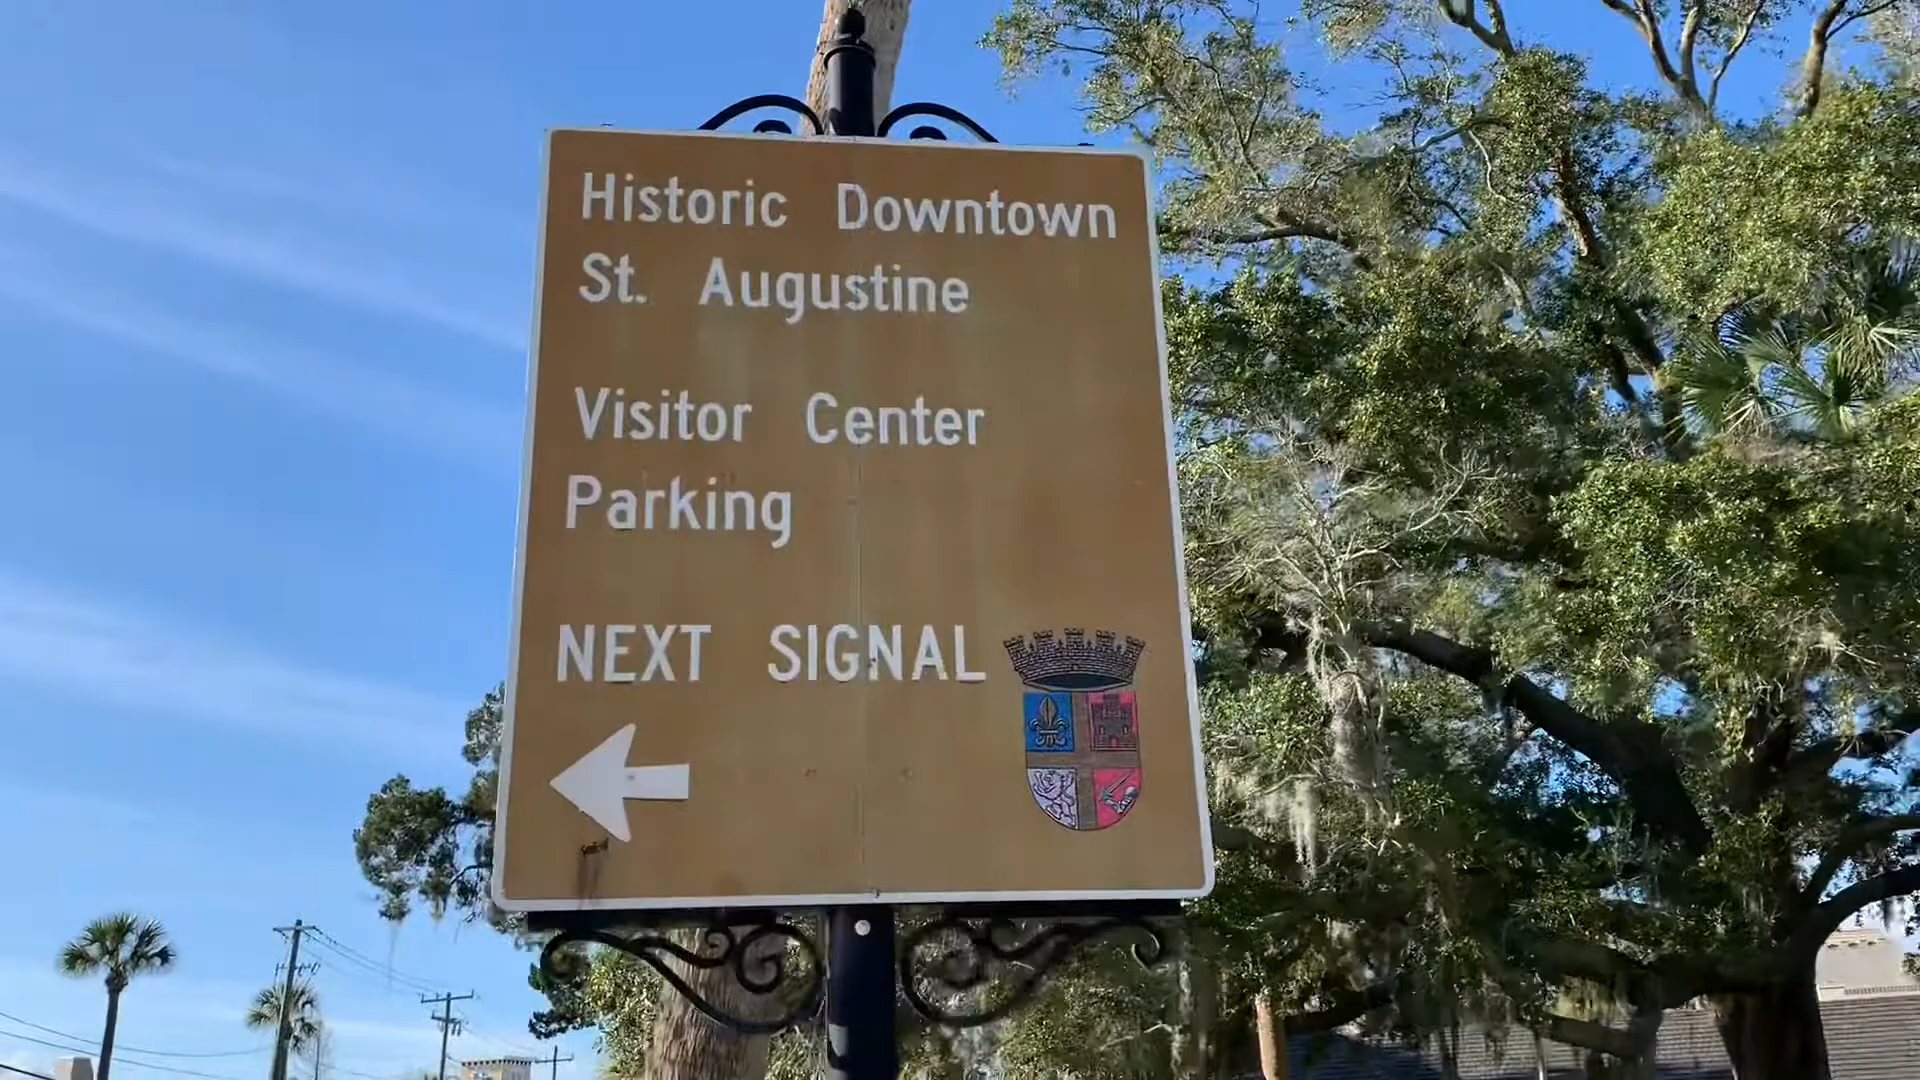 Historic Downtown
St. Augustine
Visitor Center
Parking
NEXT SIGNAL